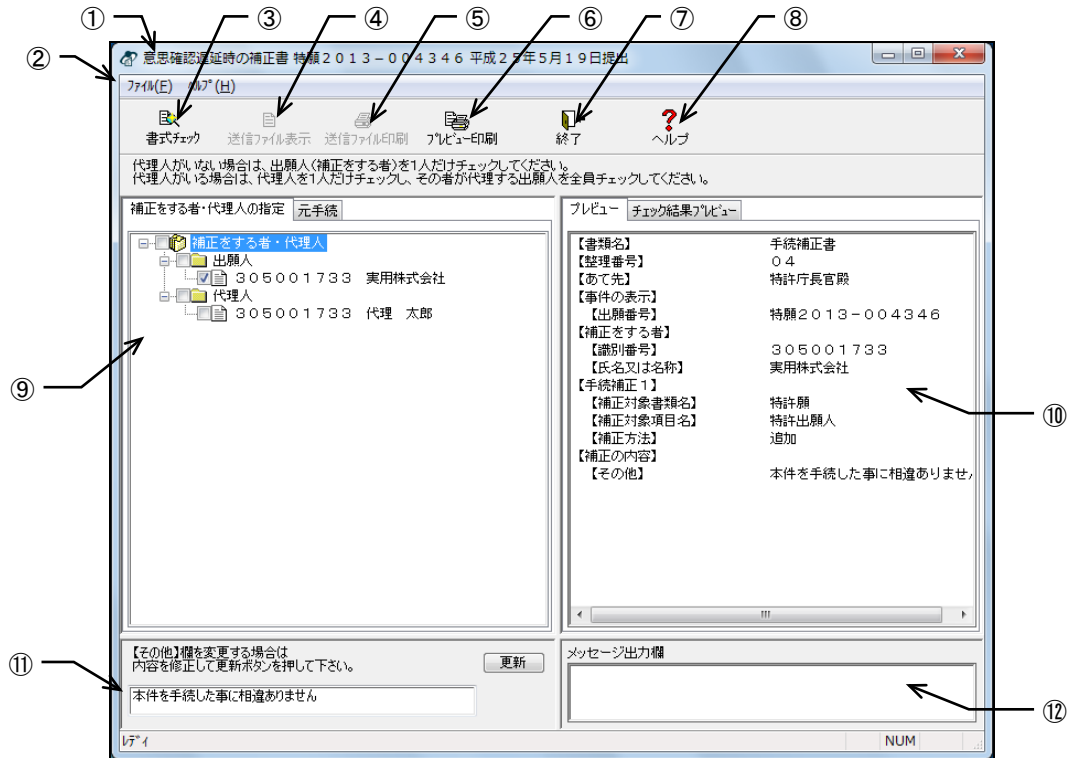 ① ③ ④ ⑤ ⑥ ⑦ ⑧
②
意思確認遅延時の補正書 特願２０１３－００４３４６ 平成２５年５月１９日提出
ﾌｧｲﾙ(F) ﾍﾙﾌﾟ(H)
書式ﾁｪｯｸ 送信ﾌｧｲﾙ表示 送信ﾌｧｲﾙ印刷 ﾌﾟﾚﾋﾞｭｰ印刷 終了 ヘルプ
代理人がいない場合は、出願人(補正をする者)を1人だけチェックしてください。
代理人がいる場合は、代理人を1人だけチェックし、その者が代理する出願人を全員チェックしてください。
補正をする者・代理人の指定 元手続
補正をする者・代理人
出願人
３０５００１７３３ 実用株式会社
代理人
３０５００１７３３ 代理 太郎
⑨
プレビュー チェック結果ﾌﾟﾚﾋﾞｭｰ
【書類名】 手続補正書
【整理番号】 ０４
【あて先】 特許庁長官殿
【事件の表示】
【出願番号】 特願２０１３－００４３４６
【補正をする者】
【識別番号】 ３０５００１７３３
【氏名又は名称】 実用株式会社
【手続補正１】
【補正対象書類名】 特許願
【補正対象項目名】 特許出願人
【補正方法】 追加
【補正の内容】
【その他】 本件を手続した事に相違ありませ
⑩
【その他】欄を変更する場合は
内容を修正して更新ボタンを押して下さい。
更新
本件を手続した事に相違ありません
⑪
メッセージ出力欄
⑫
ﾚﾃﾞｨ NUM